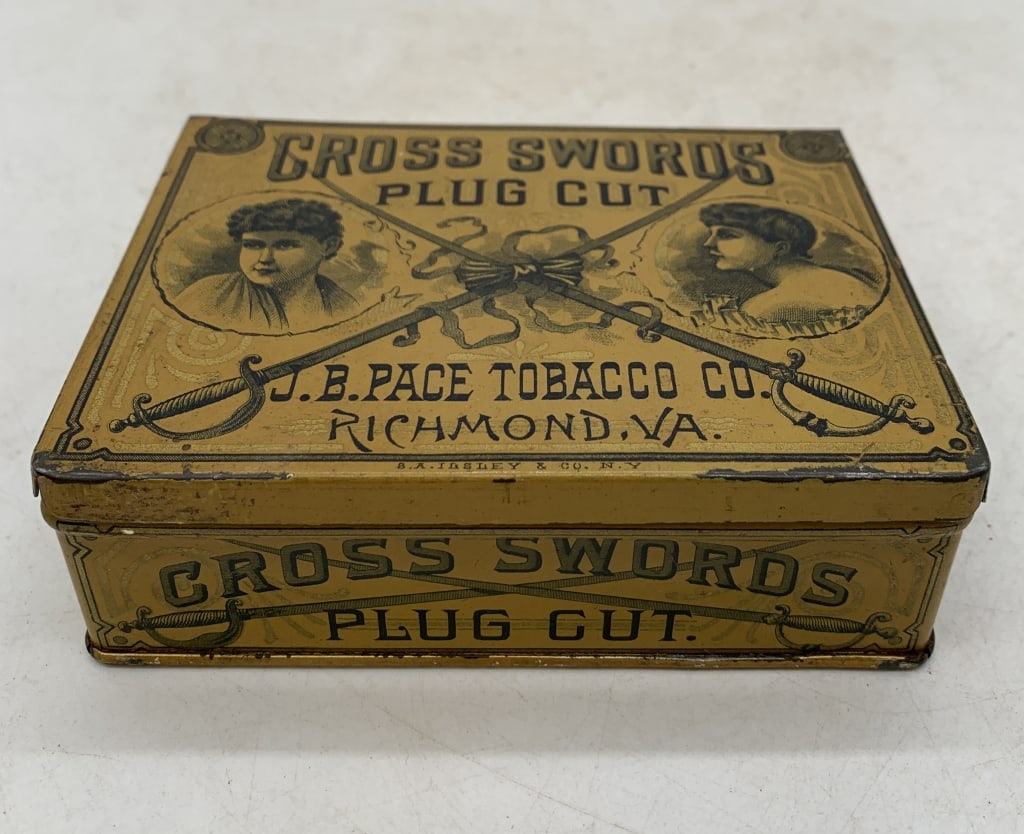 CROSS SWORDS
PLUG CUT
J.B. PACE TOBACCO CO.
RICHMOND, VA.
S.A. ILSLEY & CO. N.Y
CROSS SWORDS
PLUG CUT.